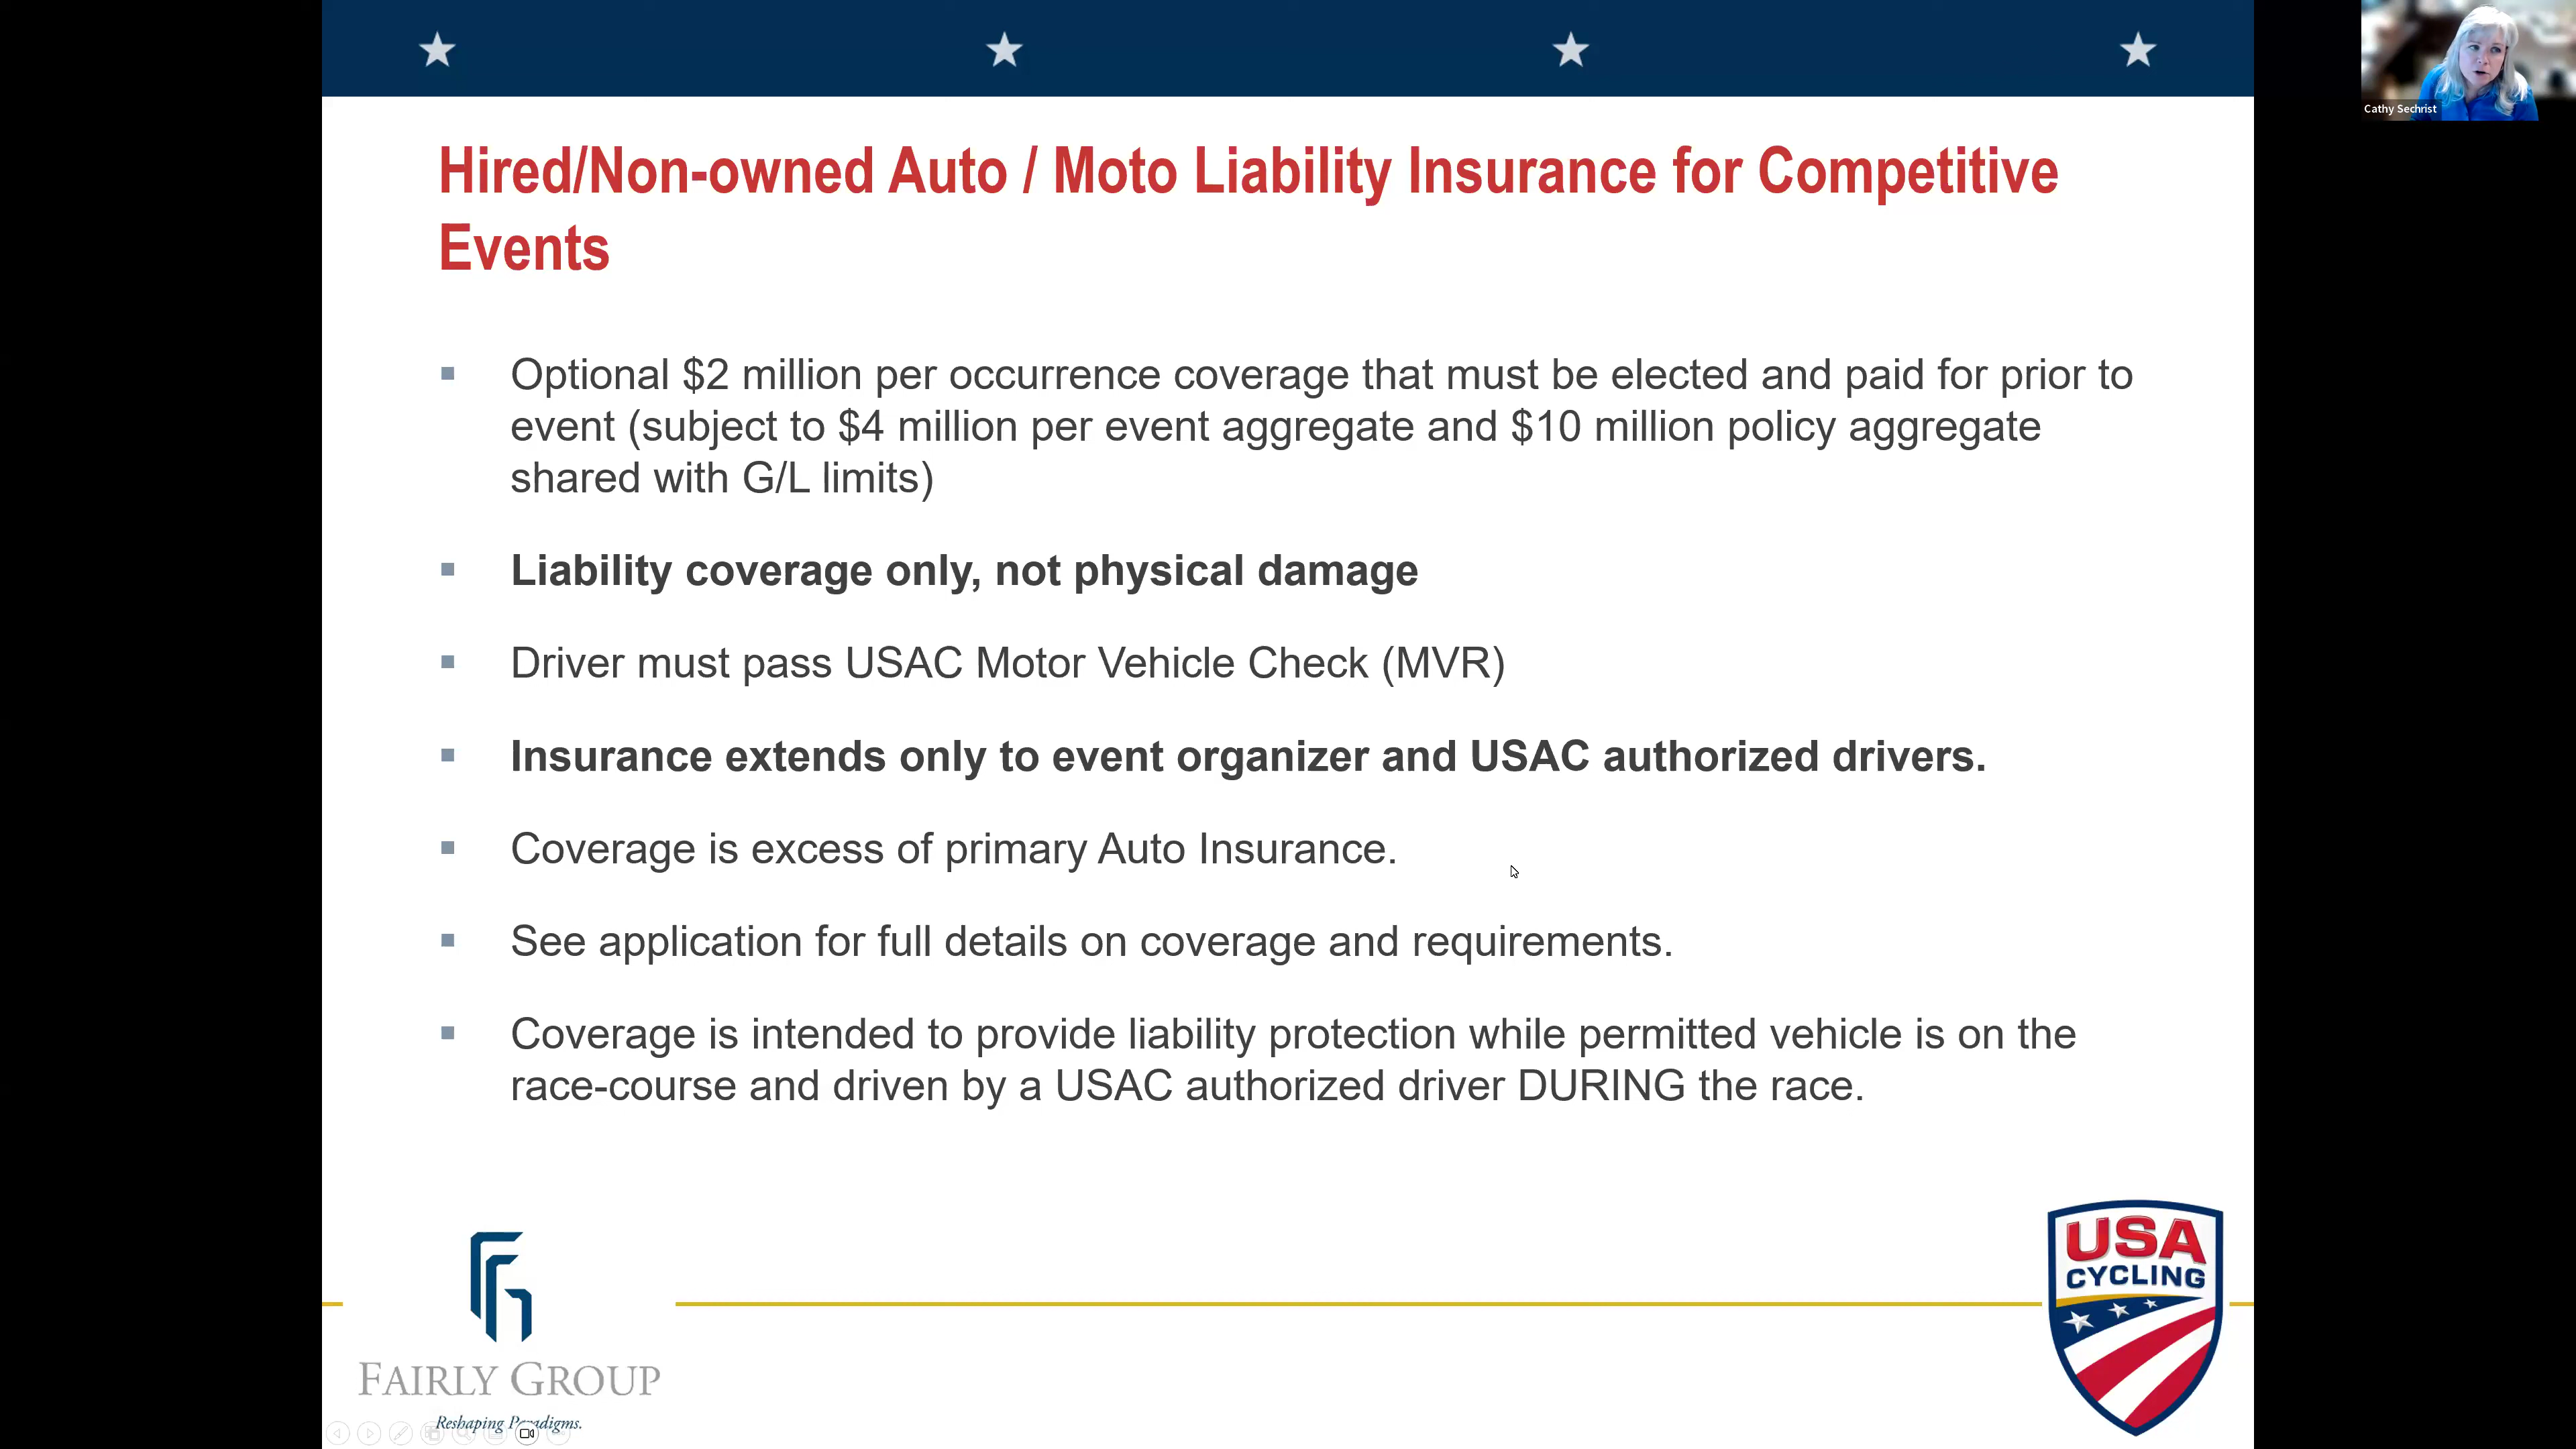 Cathy Sechrist
Hired/Non-owned Auto / Moto Liability Insurance for Competitive
Events
Optional $2 million per occurrence coverage that must be elected and paid for prior to
event (subject to $4 million per event aggregate and $10 million policy aggregate
shared with G/L limits)
Liability coverage only, not physical damage
Driver must pass USAC Motor Vehicle Check (MVR)
Insurance extends only to event organizer and USAC authorized drivers.
Coverage is excess of primary Auto Insurance.
See application for full details on coverage and requirements.
Coverage is intended to provide liability protection while permitted vehicle is on the
race-course and driven by a USAC authorized driver DURING the race.
FAIRLY GROUP
Reshaping Paradigms.
USA
CYCLING